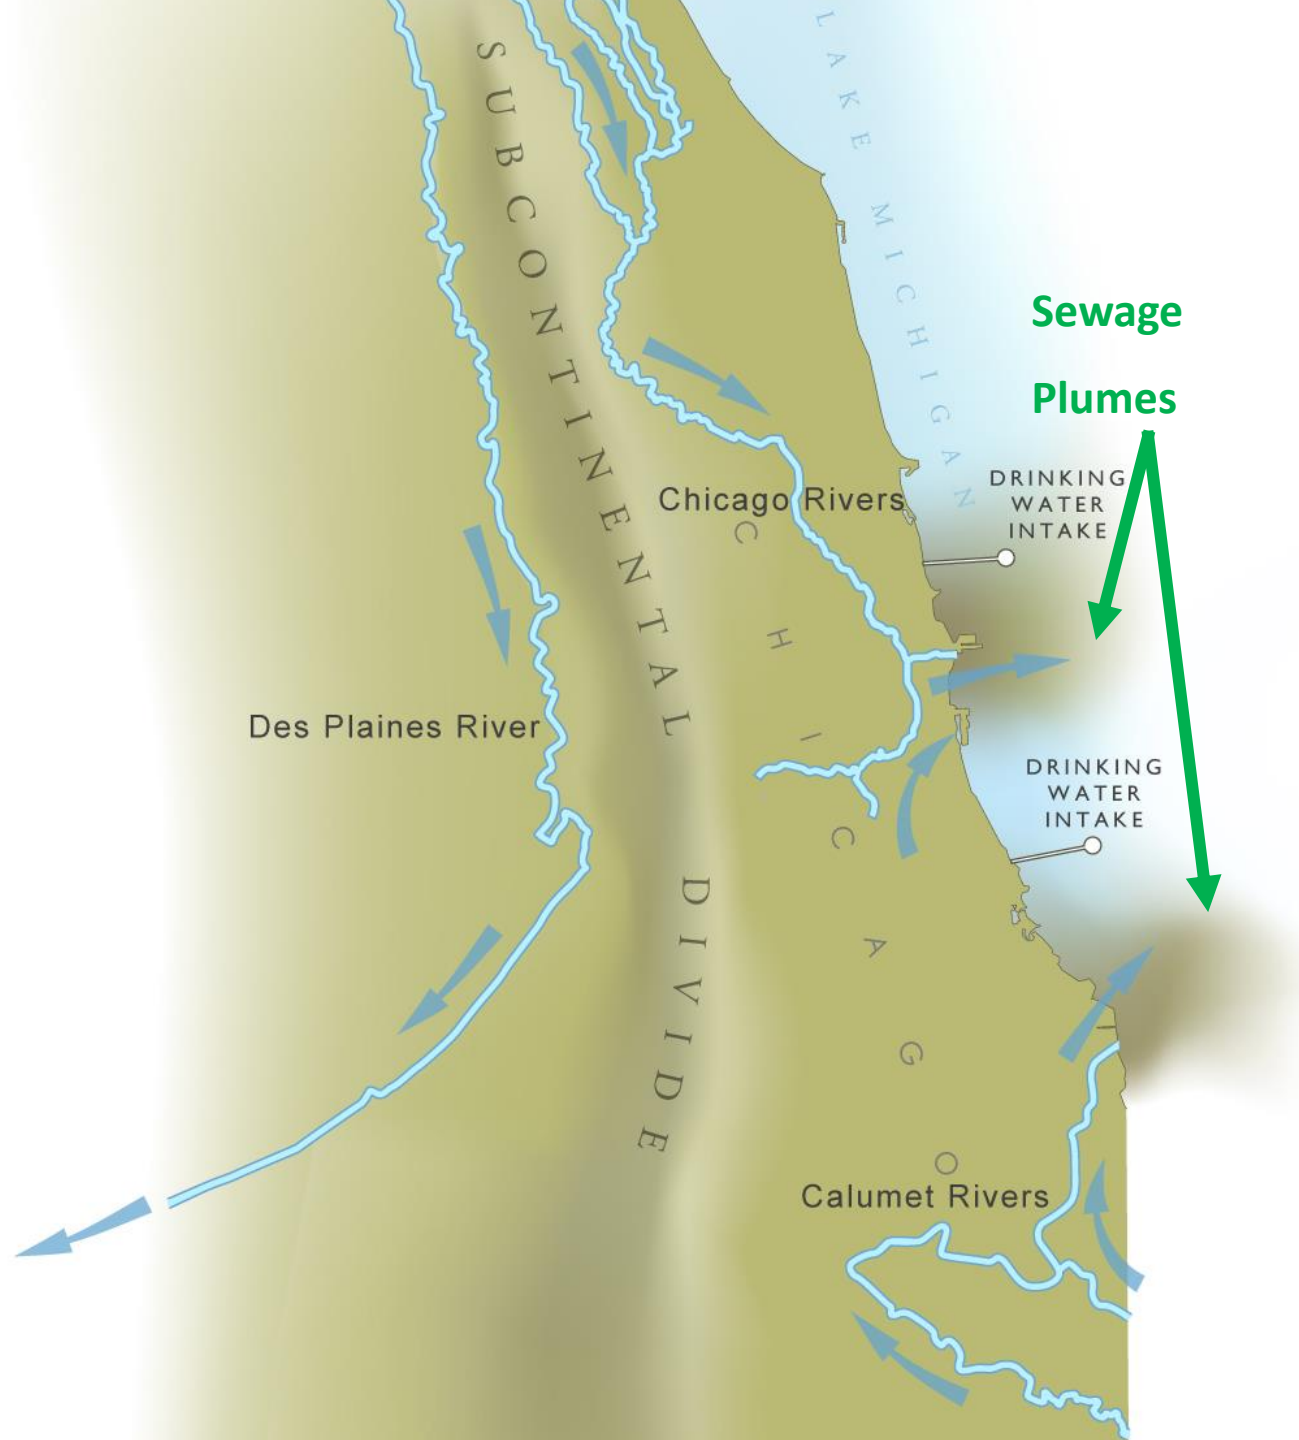 LAKE MICHIGAN
SUBCONTINENTAL DIVIDE
Sewage
Plumes
DRINKING
WATER
INTAKE
Chicago Rivers
CHICAGO
Des Plaines River
DRINKING
WATER
INTAKE
Calumet Rivers